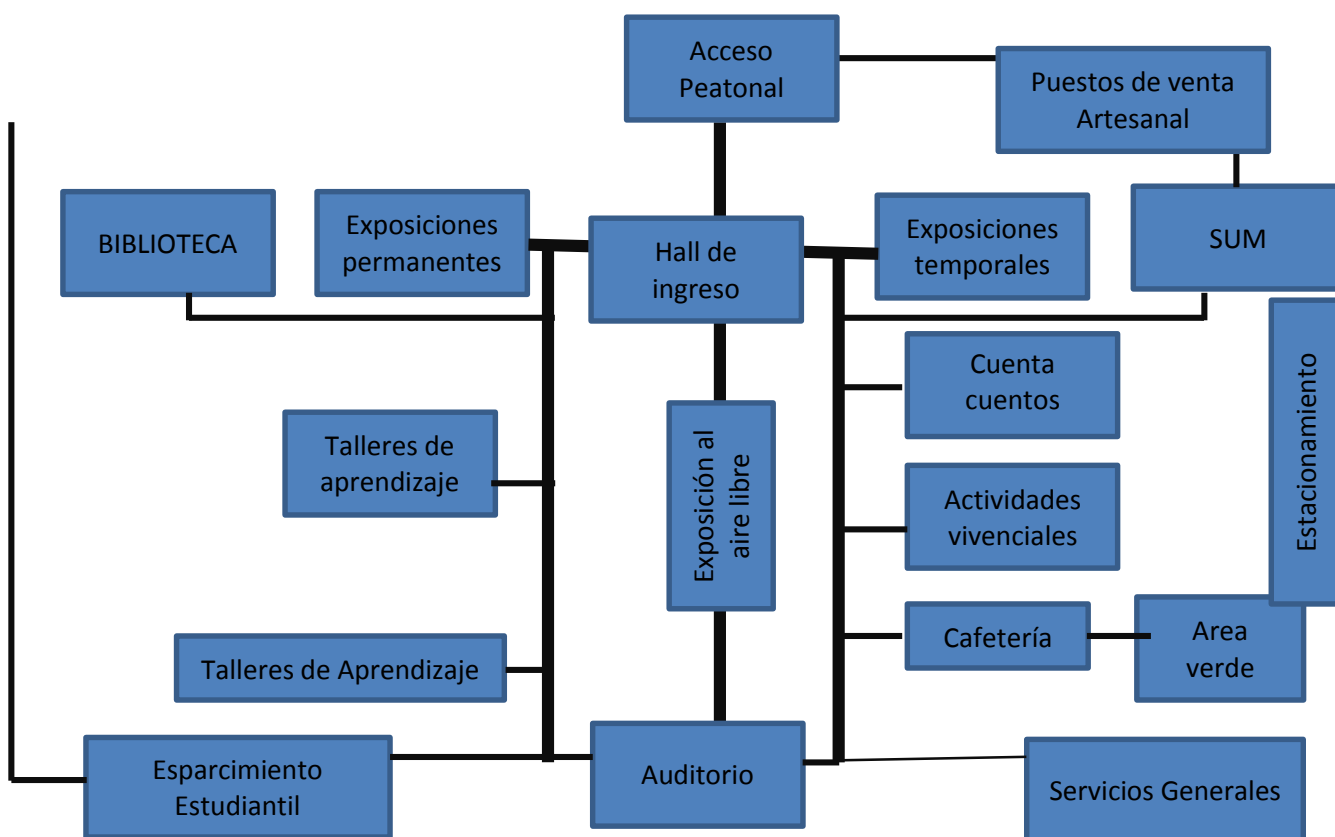 Acceso
Peatonal
Puestos de venta
Artesanal
BIBLIOTECA
Exposiciones
permanentes
Hall de
ingreso
Exposiciones
temporales
SUM
Cuenta
cuentos
Estacionamiento
Talleres de
aprendizaje
Exposición al
aire libre
Actividades
vivenciales
Talleres de Aprendizaje
Cafetería
Area
verde
Esparcimiento
Estudiantil
Auditorio
Servicios Generales